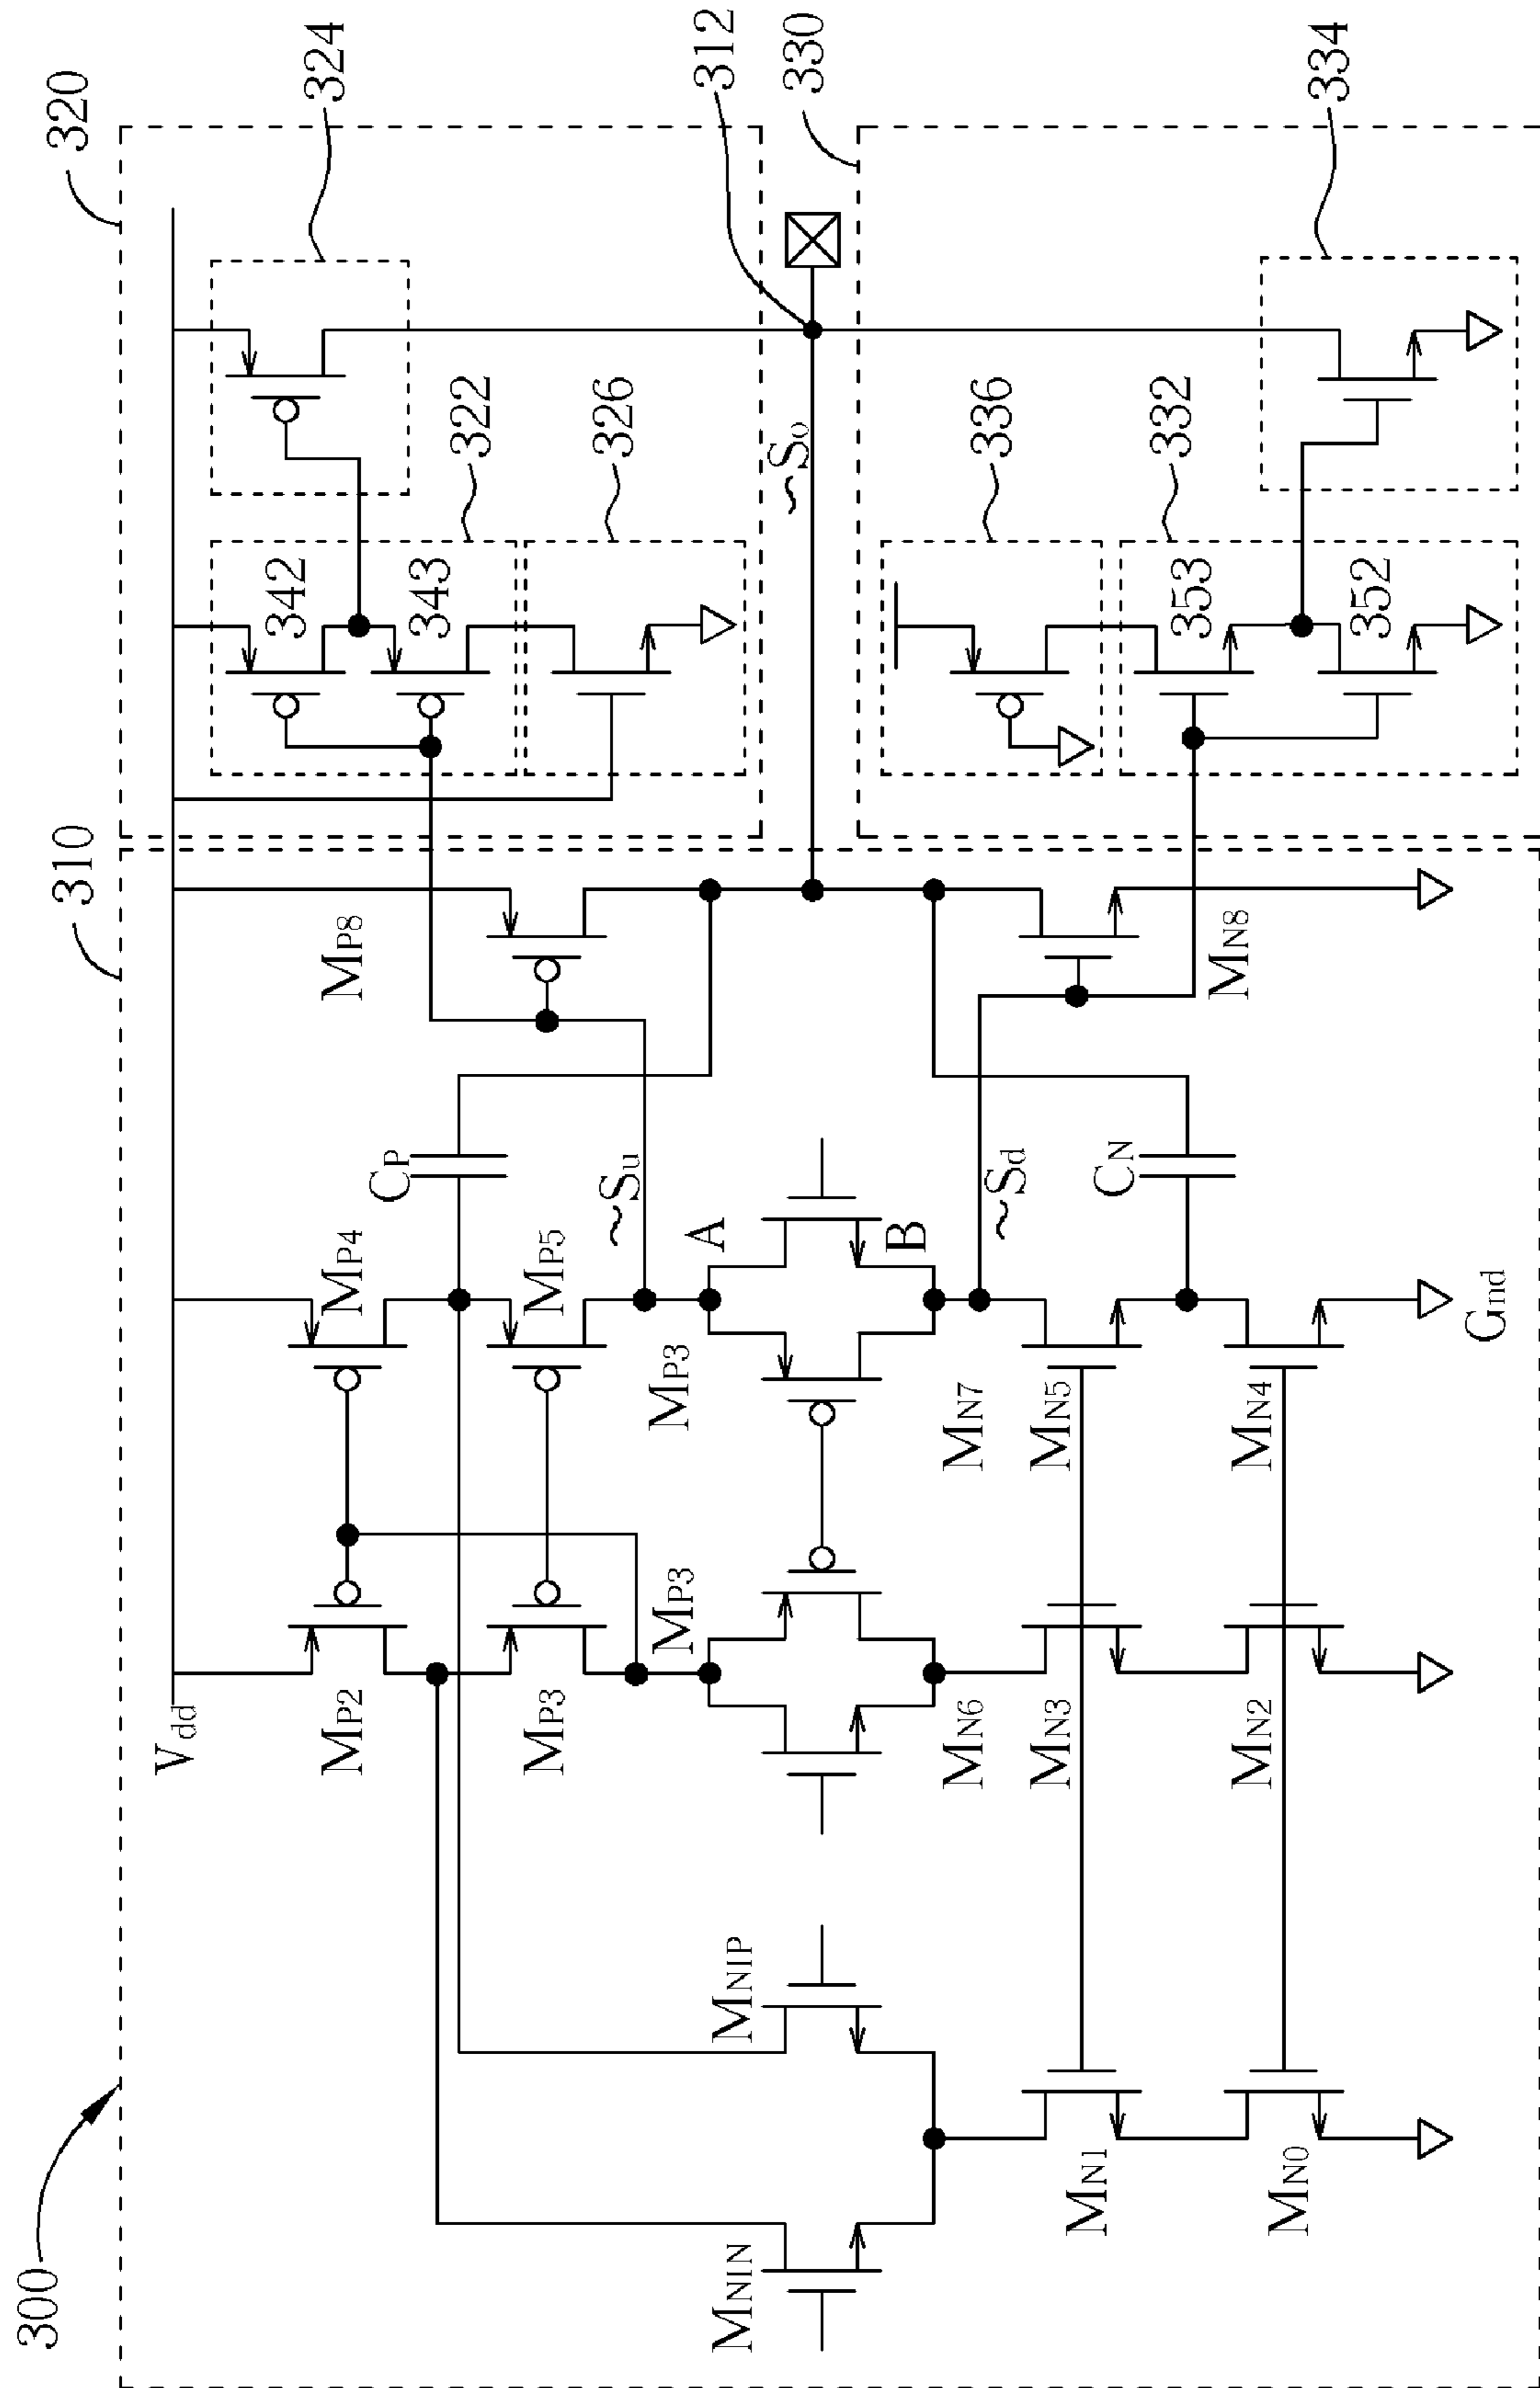 300
310
320
324
312
330
334
322
326
So
336
332
342
343
353
352
Vdd
MP8
MN8
CP
Su
A
B
Sd
CN
MP4
MP5
MP3
MN7
MN5
MN4
Gnd
MP2
MP3
MP3
MN6
MN3
MN2
MNIP
MNIN
MN1
MN0